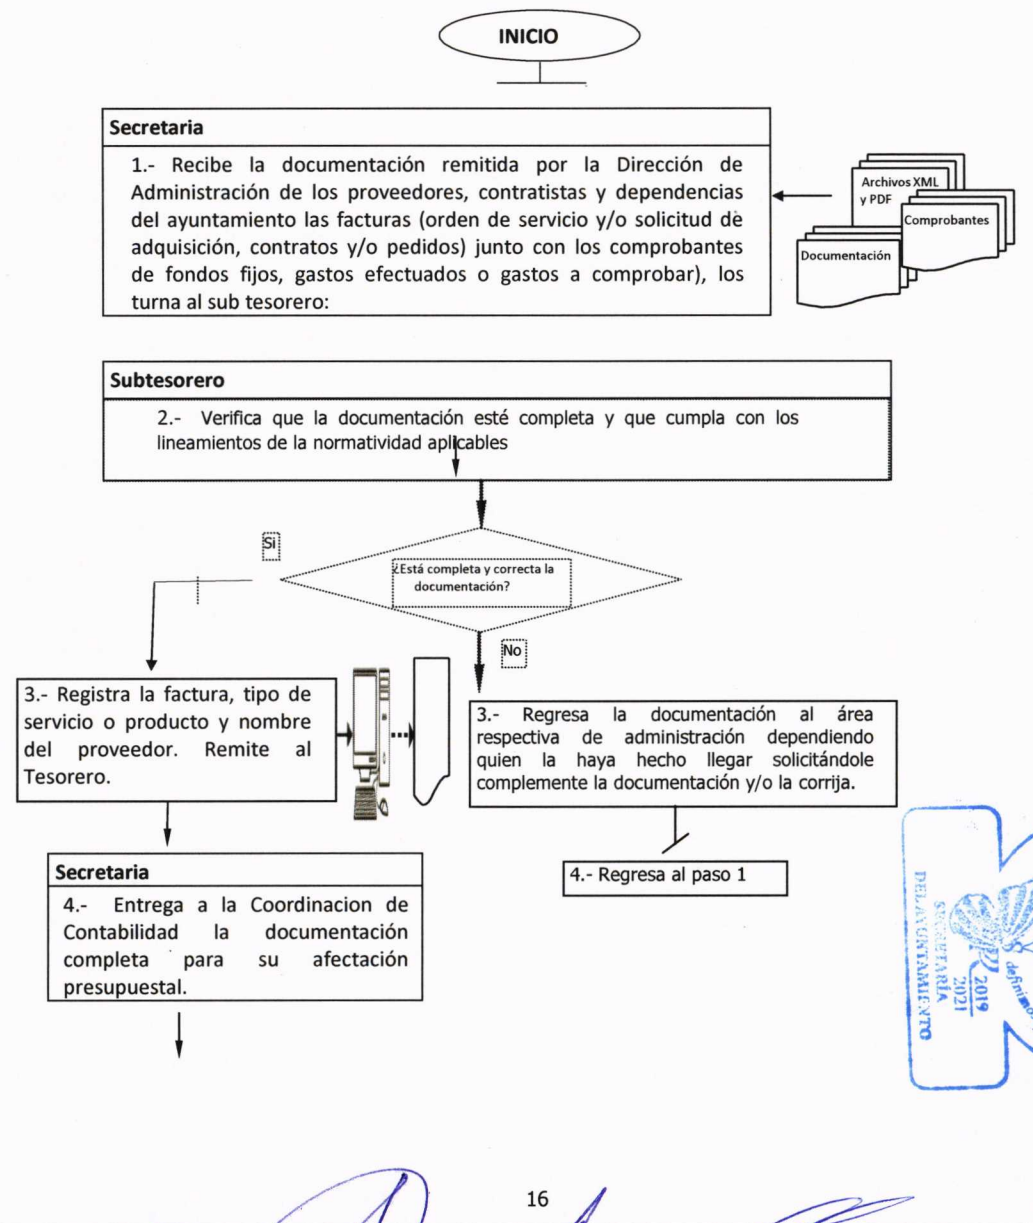 INICIO
Secretaria
1.- Recibe la documentación remitida por la Dirección de
Administración de los proveedores, contratistas y dependencias
del ayuntamiento las facturas (orden de servicio y/o solicitud de
adquisición, contratos y/o pedidos) junto con los comprobantes
de fondos fijos, gastos efectuados o gastos a comprobar), los
turna al sub tesorero:
Archivos XML
y PDF
Comprobantes
Documentación
Subtesorero
2.- Verifica que la documentación esté completa y que cumpla con los
lineamientos de la normatividad aplicables
Si
¿Está completa y correcta la
documentación?
No
3.- Registra la factura, tipo de
servicio o producto y nombre
del proveedor. Remite al
Tesorero.
3.- Regresa la documentación al área
respectiva de administración dependiendo
quien la haya hecho llegar solicitándole
complemente la documentación y/o la corrija.
4.- Regresa al paso 1
Secretaria
4.- Entrega a la Coordinacion de
Contabilidad la documentación
completa para su afectación
presupuestal.
2019
2021
SECRETARÍA
DEL AYUNTAMIENTO
16